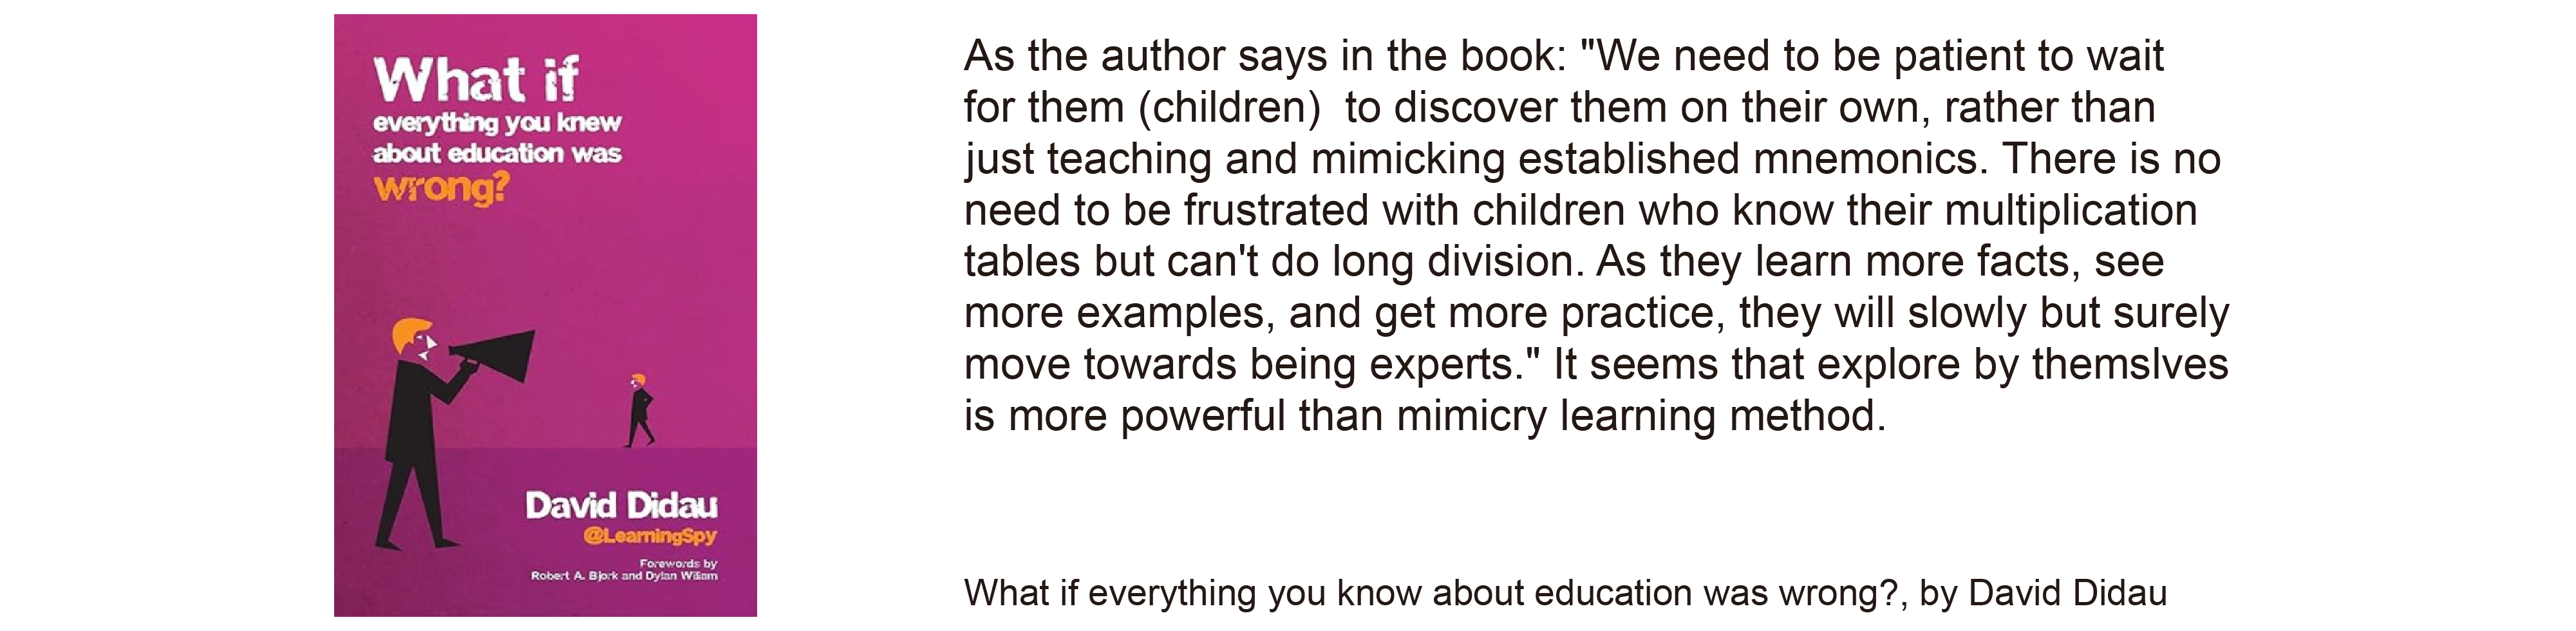 What if
everything you knew
about education was
wrong?
David Didau
@LearningSpy
Forewords by
Robert A. Bjork and Dylan Wiliam
As the author says in the book: "We need to be patient to wait
for them (children)  to discover them on their own, rather than
just teaching and mimicking established mnemonics. There is no
need to be frustrated with children who know their multiplication
tables but can't do long division. As they learn more facts, see
more examples, and get more practice, they will slowly but surely
move towards being experts." It seems that explore by themslves
is more powerful than mimicry learning method.
What if everything you know about education was wrong?, by David Didau